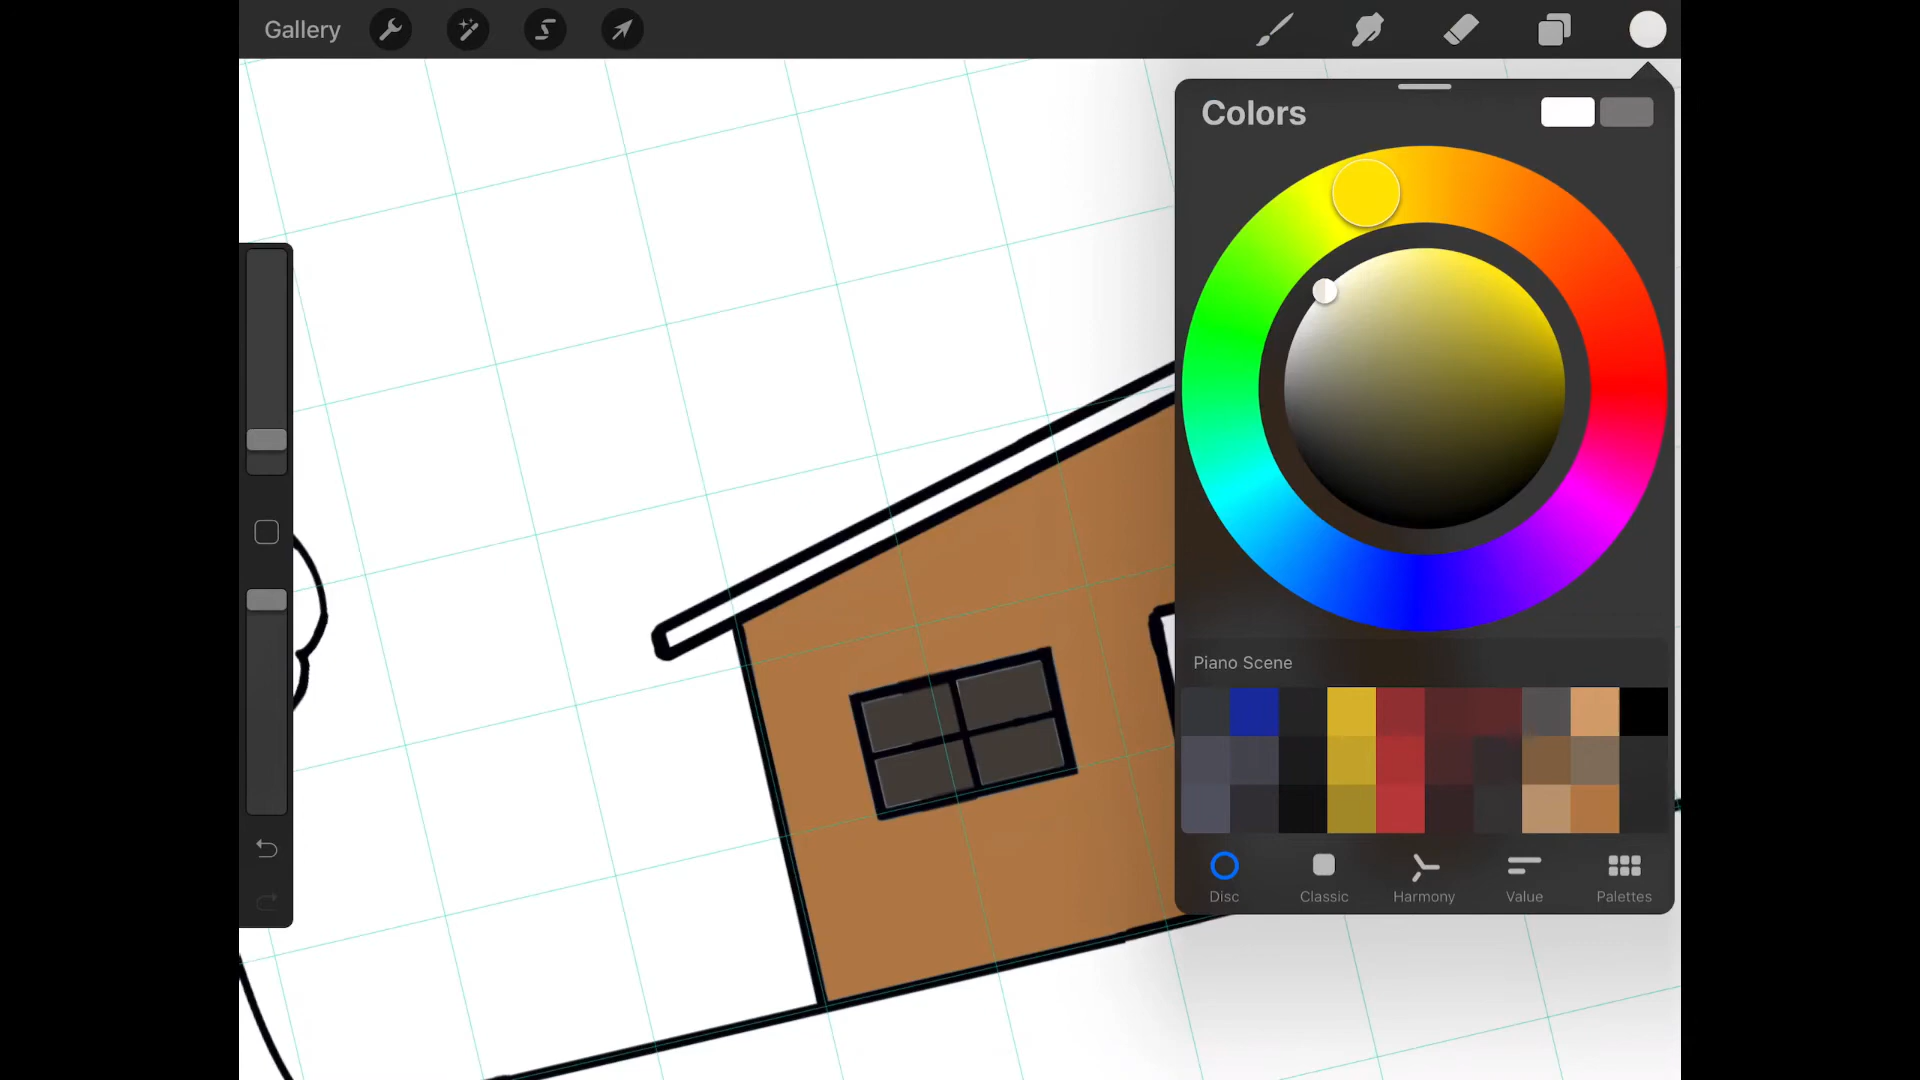 Gallery
Colors
Piano Scene
Disc Classic Harmony Value Palettes